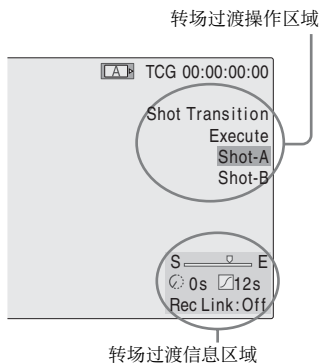 转场过渡操作区域
A TCG 00:00:00:00
Shot Transition
Execute
Shot-A
Shot-B
S E
0s 12s
Rec Link:Off
转场过渡信息区域